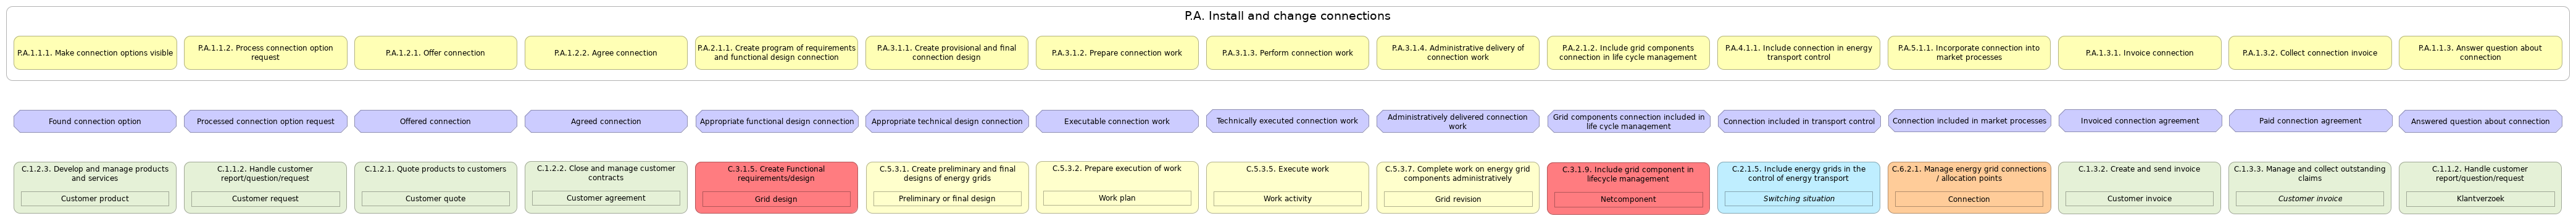 P.A. Install and change connections
P.A.1.1.1. Make connection options visible
P.A.1.1.2. Process connection option
request
P.A.1.2.1. Offer connection
P.A.1.2.2. Agree connection
P.A.2.1.1. Create program of requirements
and functional design connection
P.A.3.1.1. Create provisional and final
connection design
P.A.3.1.2. Prepare connection work
P.A.3.1.3. Perform connection work
P.A.3.1.4. Administrative delivery of
connection work
P.A.2.1.2. Include grid components
connection in life cycle management
P.A.4.1.1. Include connection in energy
transport control
P.A.5.1.1. Incorporate connection into
market processes
P.A.1.3.1. Invoice connection
P.A.1.3.2. Collect connection invoice
P.A.1.1.3. Answer question about
connection
Found connection option
Processed connection option request
Offered connection
Agreed connection
Appropriate functional design connection
Appropriate technical design connection
Executable connection work
Technically executed connection work
Administratively delivered connection
work
Grid components connection included in
life cycle management
Connection included in transport control
Connection included in market processes
Invoiced connection agreement
Paid connection agreement
Answered question about connection
C.1.2.3. Develop and manage products
and services
Customer product
C.1.1.2. Handle customer
report/question/request
Customer request
C.1.2.1. Quote products to customers
Customer quote
C.1.2.2. Close and manage customer
contracts
Customer agreement
C.3.1.5. Create Functional
requirements/design
Grid design
C.5.3.1. Create preliminary and final
designs of energy grids
Preliminary or final design
C.5.3.2. Prepare execution of work
Work plan
C.5.3.5. Execute work
Work activity
C.5.3.7. Complete work on energy grid
components administratively
Grid revision
C.3.1.9. Include grid component in
lifecycle management
Netcomponent
C.2.1.5. Include energy grids in the
control of energy transport
Switching situation
C.6.2.1. Manage energy grid connections
/ allocation points
Connection
C.1.3.2. Create and send invoice
Customer invoice
C.1.3.3. Manage and collect outstanding
claims
Customer invoice
C.1.1.2. Handle customer
report/question/request
Klantverzoek